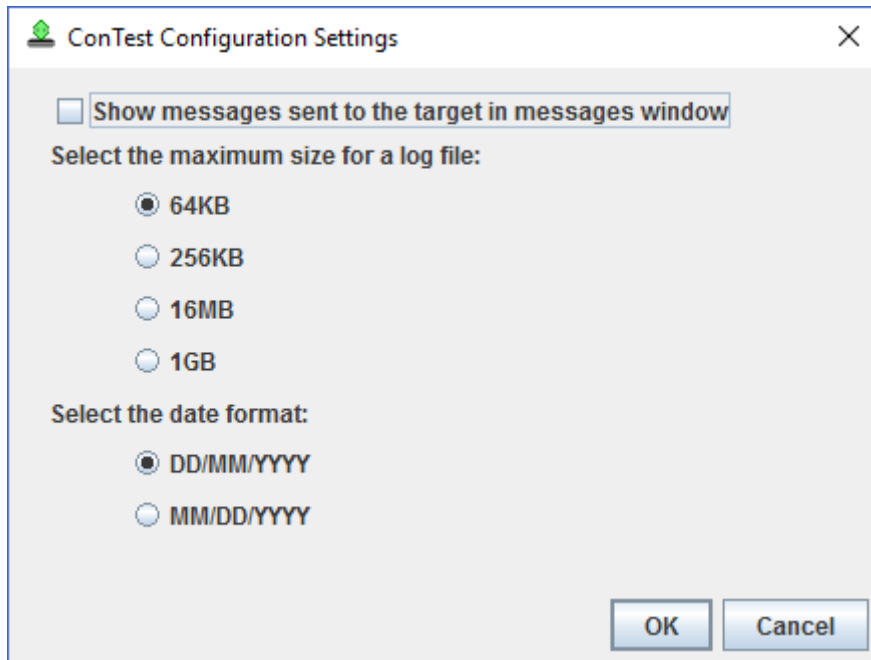 ConTest Configuration Settings
Show messages sent to the target in messages window
Select the maximum size for a log file:
64KB
256KB
16MB
1GB
Select the date format:
DD/MM/YYYY
MM/DD/YYYY
OK Cancel